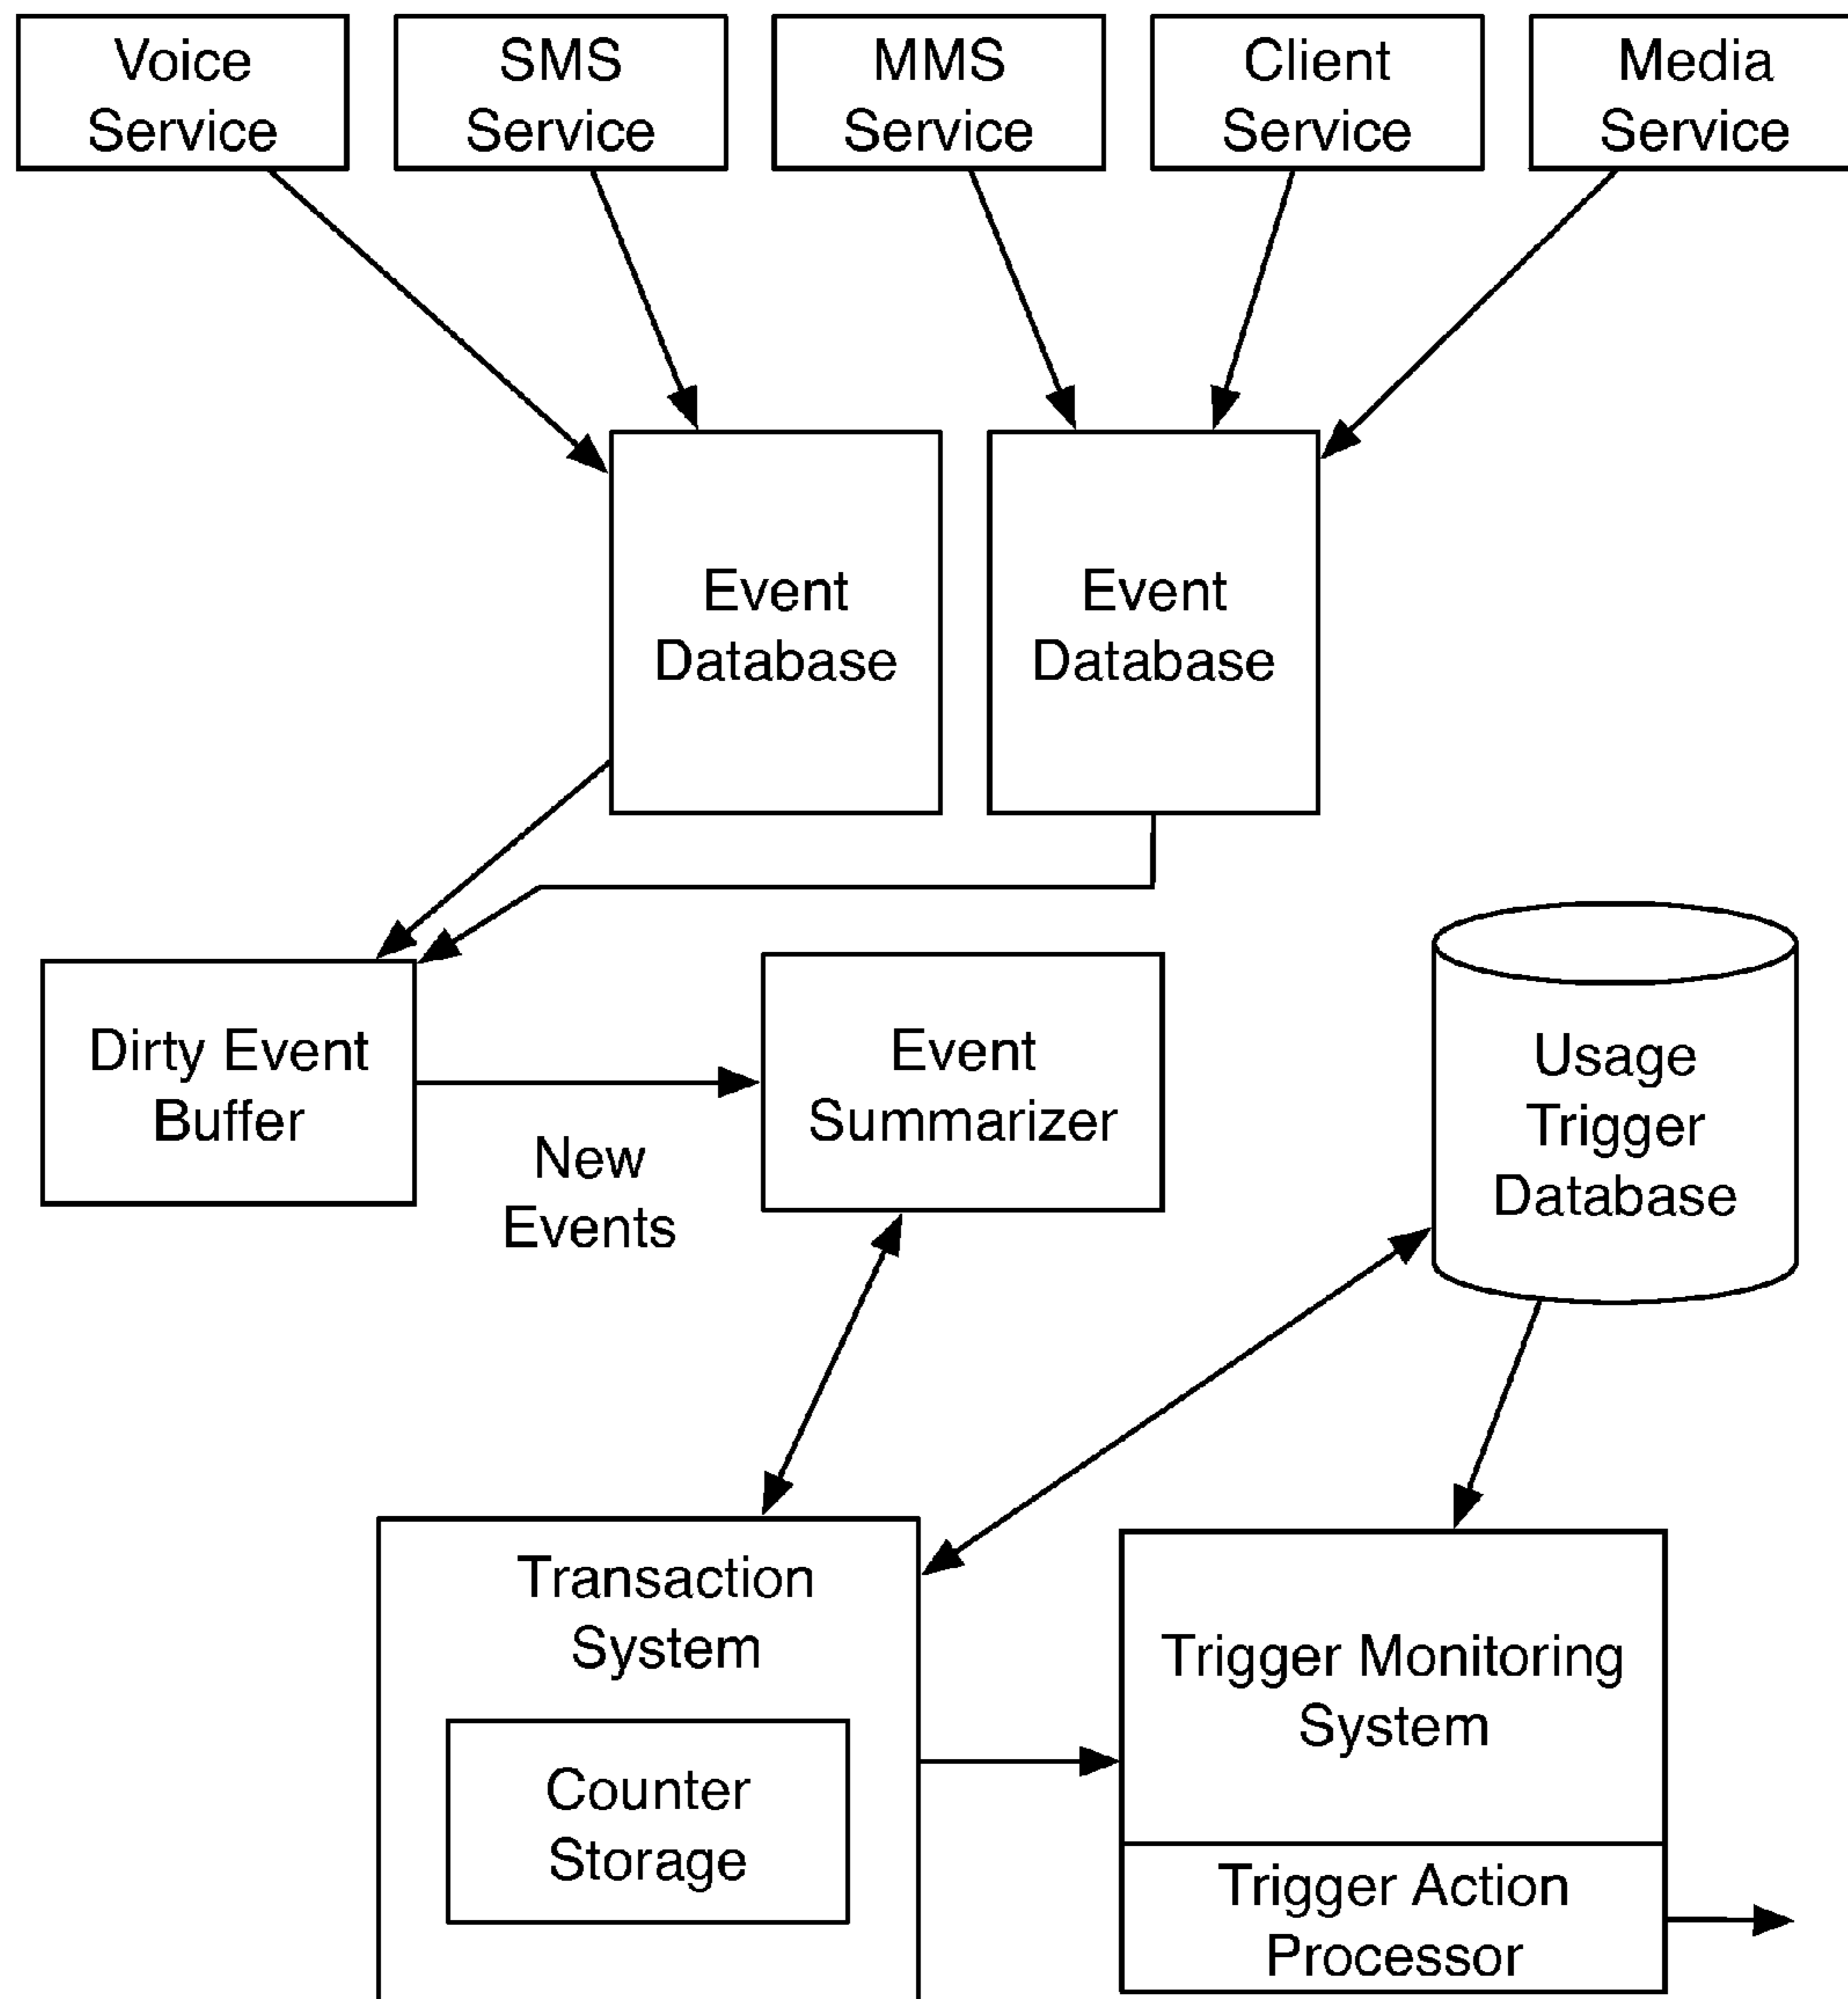 Voice
Service
SMS
Service
MMS
Service
Client
Service
Media
Service
Event
Database
Event
Database
Dirty Event
Buffer
New
Events
Event
Summarizer
Usage
Trigger
Database
Transaction
System
Counter
Storage
Trigger Monitoring
System
Trigger Action
Processor